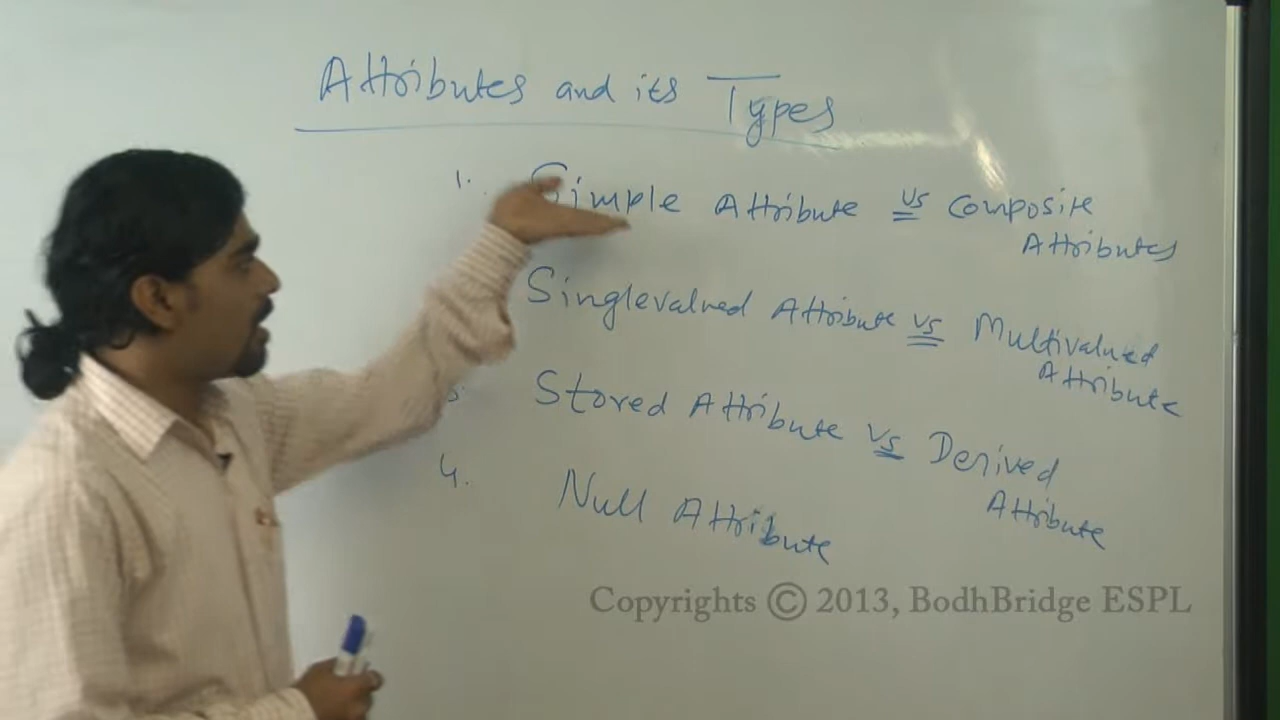 Attributes and its Types
1. Simple Attribute vs Composite
Attributes
Singlevalued Attribute vs Multivalued
Attribute
3. Stored Attribute vs Derived
Attribute
4. Null Attribute
Copyrights © 2013, BodhBridge ESPL